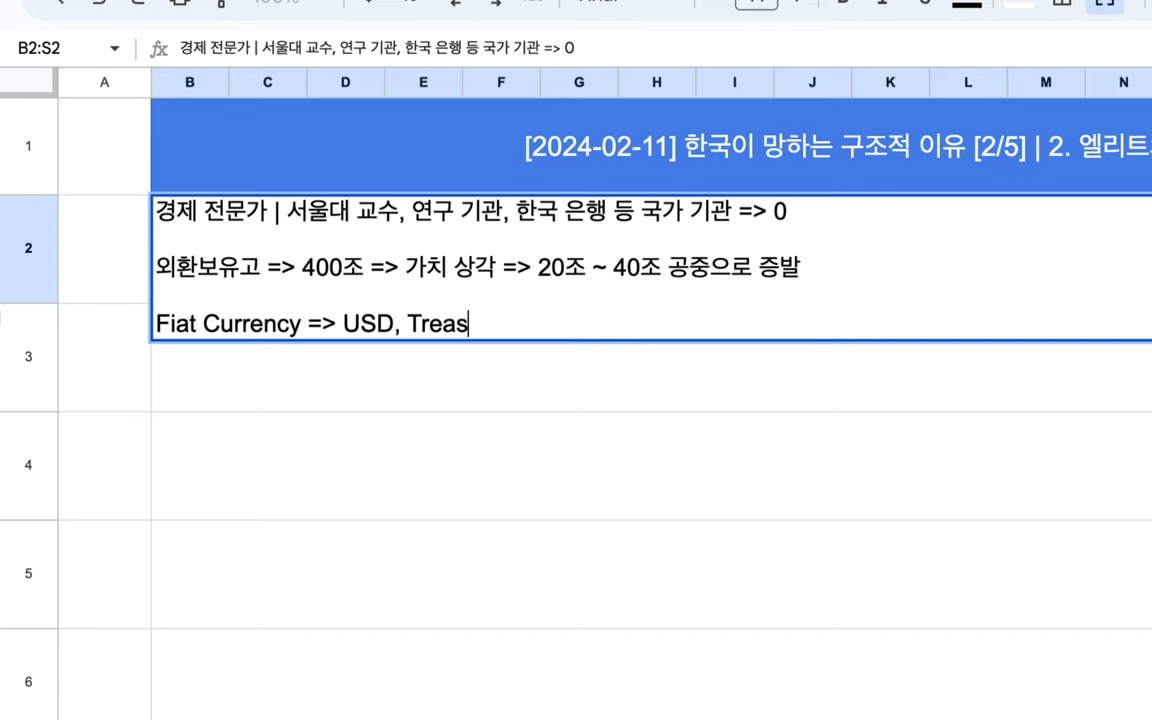 B2:S2
fx 경제 전문가 | 서울대 교수, 연구 기관, 한국 은행 등 국가 기관 => 0
A B C D E F G H I J K L M N
1 [2024-02-11] 한국이 망하는 구조적 이유 [2/5] | 2. 엘리트
2
경제 전문가 | 서울대 교수, 연구 기관, 한국 은행 등 국가 기관 => 0
외환보유고 => 400조 => 가치 상각 => 20조 ~ 40조 공중으로 증발
Fiat Currency => USD, Treas
3
4
5
6